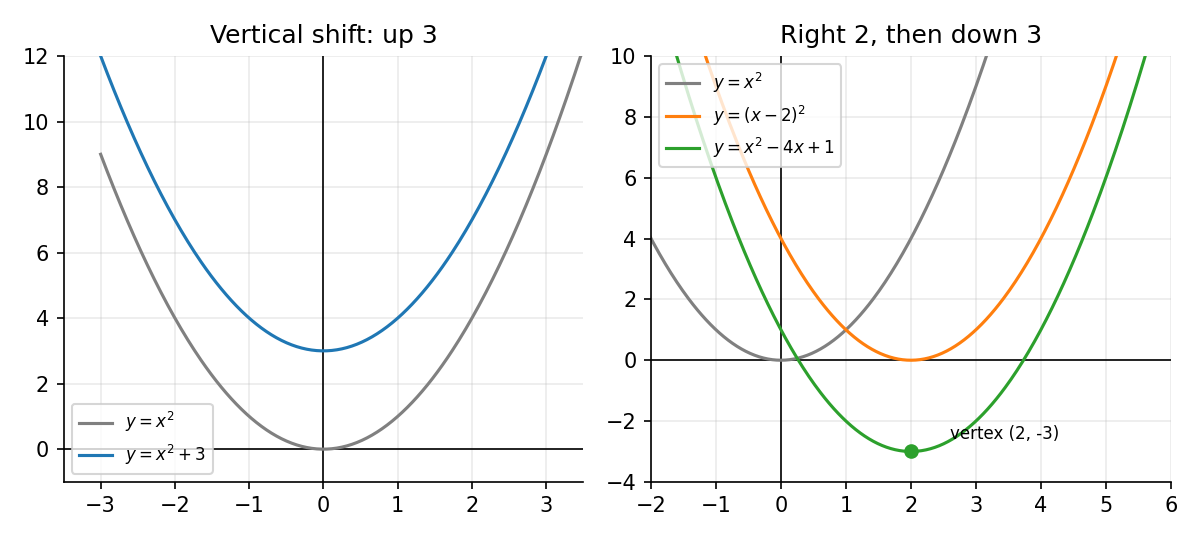 Vertical shift: up 3
12
10
8
6
4
2
0
y = x²
y = x² + 3
−3 −2 −1 0 1 2 3
Right 2, then down 3
10
8
6
4
2
0
−2
−4
y = x²
y = (x − 2)²
y = x² − 4x + 1
vertex (2, -3)
−2 −1 0 1 2 3 4 5 6